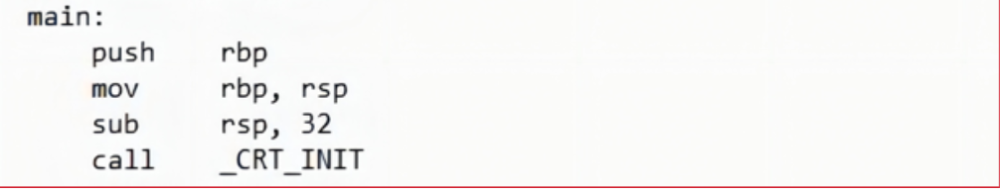 main:
push rbp
mov rbp, rsp
sub rsp, 32
call _CRT_INIT